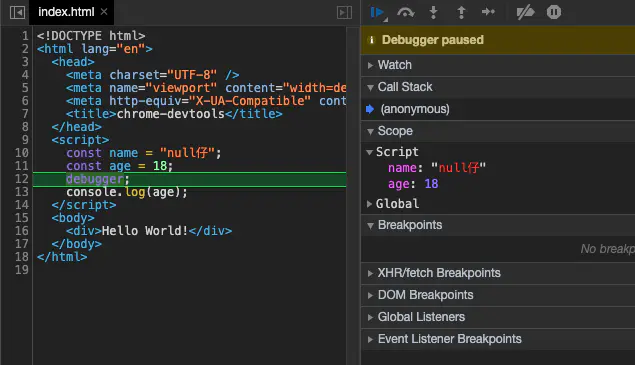 index.html ×
1 <!DOCTYPE html>
2 <html lang="en">
3 <head>
4 <meta charset="UTF-8" />
5 <meta name="viewport" content="width=de
6 <meta http-equiv="X-UA-Compatible" cont
7 <title>chrome-devtools</title>
8 </head>
9 <script>
10 const name = "null仔";
11 const age = 18;
12 debugger;
13 console.log(age);
14 </script>
15 <body>
16 <div>Hello World!</div>
17 </body>
18 </html>
19
Debugger paused
Watch
Call Stack
(anonymous)
Scope
Script
name: "null仔"
age: 18
Global
Breakpoints
No breakp
XHR/fetch Breakpoints
DOM Breakpoints
Global Listeners
Event Listener Breakpoints